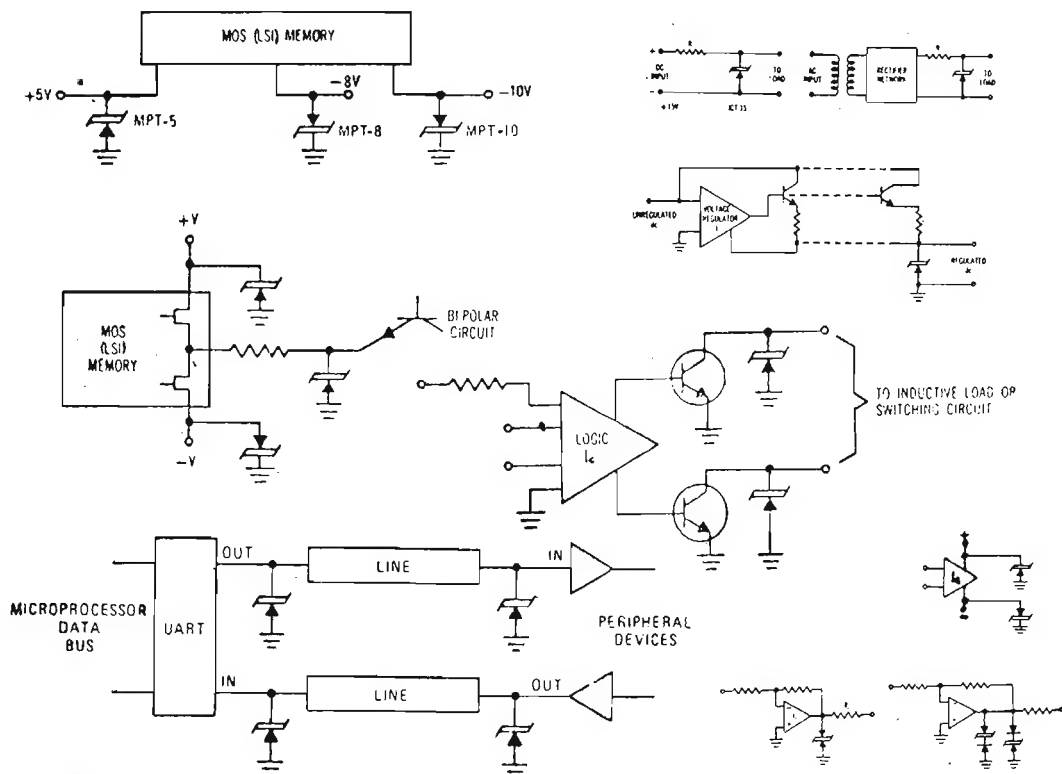 MOS (LSI) MEMORY
+5V
-8V
-10V
MPT-5
MPT-8
MPT-10
+
DC
INPUT
-
R
TO
LOAD
+15V
AC
INPUT
RECTIFIER
NETWORK
R
TO
LOAD
UNREGULATED
dc
VOLTAGE
REGULATOR
REGULATED
dc
+V
MOS
(LSI)
MEMORY
-V
BIPOLAR
CIRCUIT
LOGIC
Ic
TO INDUCTIVE LOAD OR
SWITCHING CIRCUIT
MICROPROCESSOR
DATA
BUS
UART
OUT
LINE
IN
PERIPHERAL
DEVICES
IN
LINE
OUT
+
-
R